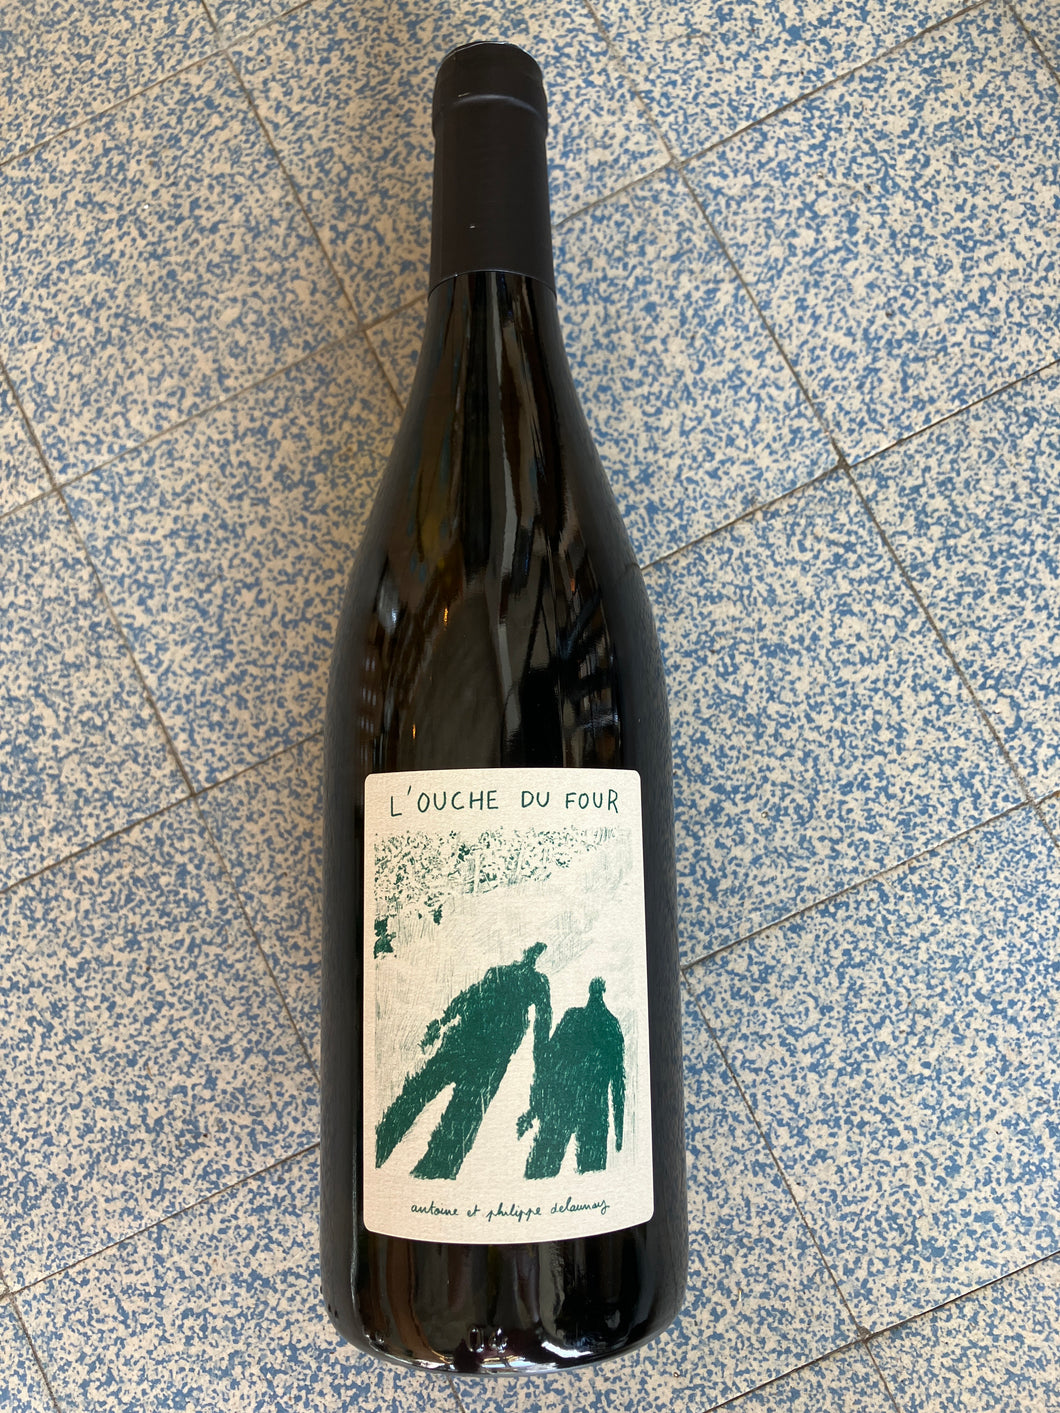 L'OUCHE DU FOUR
antoine et philippe delaunay